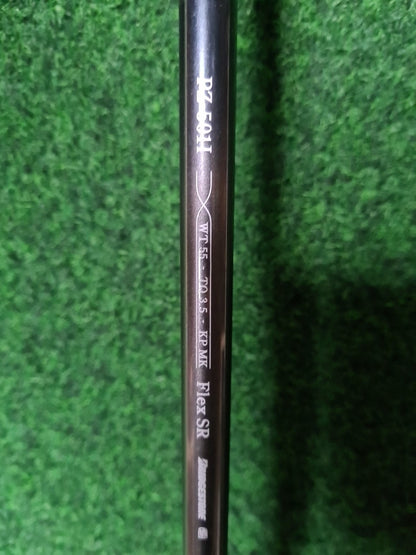 PZ-501I
WT 55 - TQ 3.5 - KP MK
Flex SR
BRIDGESTONE